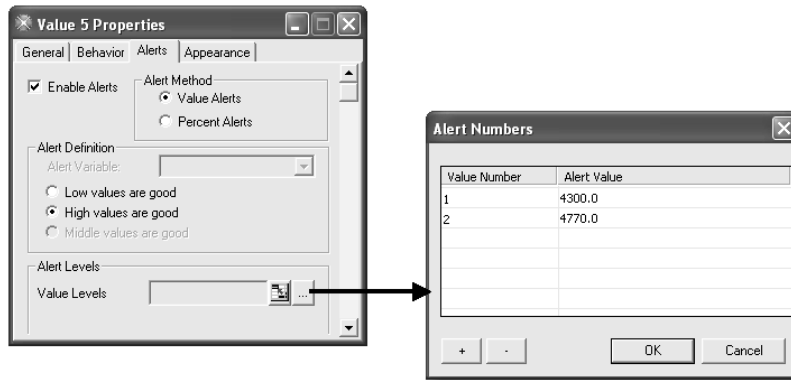 Value 5 Properties
General Behavior Alerts Appearance
Enable Alerts
Alert Method
Value Alerts
Percent Alerts
Alert Definition
Alert Variable:
Low values are good
High values are good
Middle values are good
Alert Levels
Value Levels
...
Alert Numbers
Value Number Alert Value
1 4300.0
2 4770.0
+ - OK Cancel